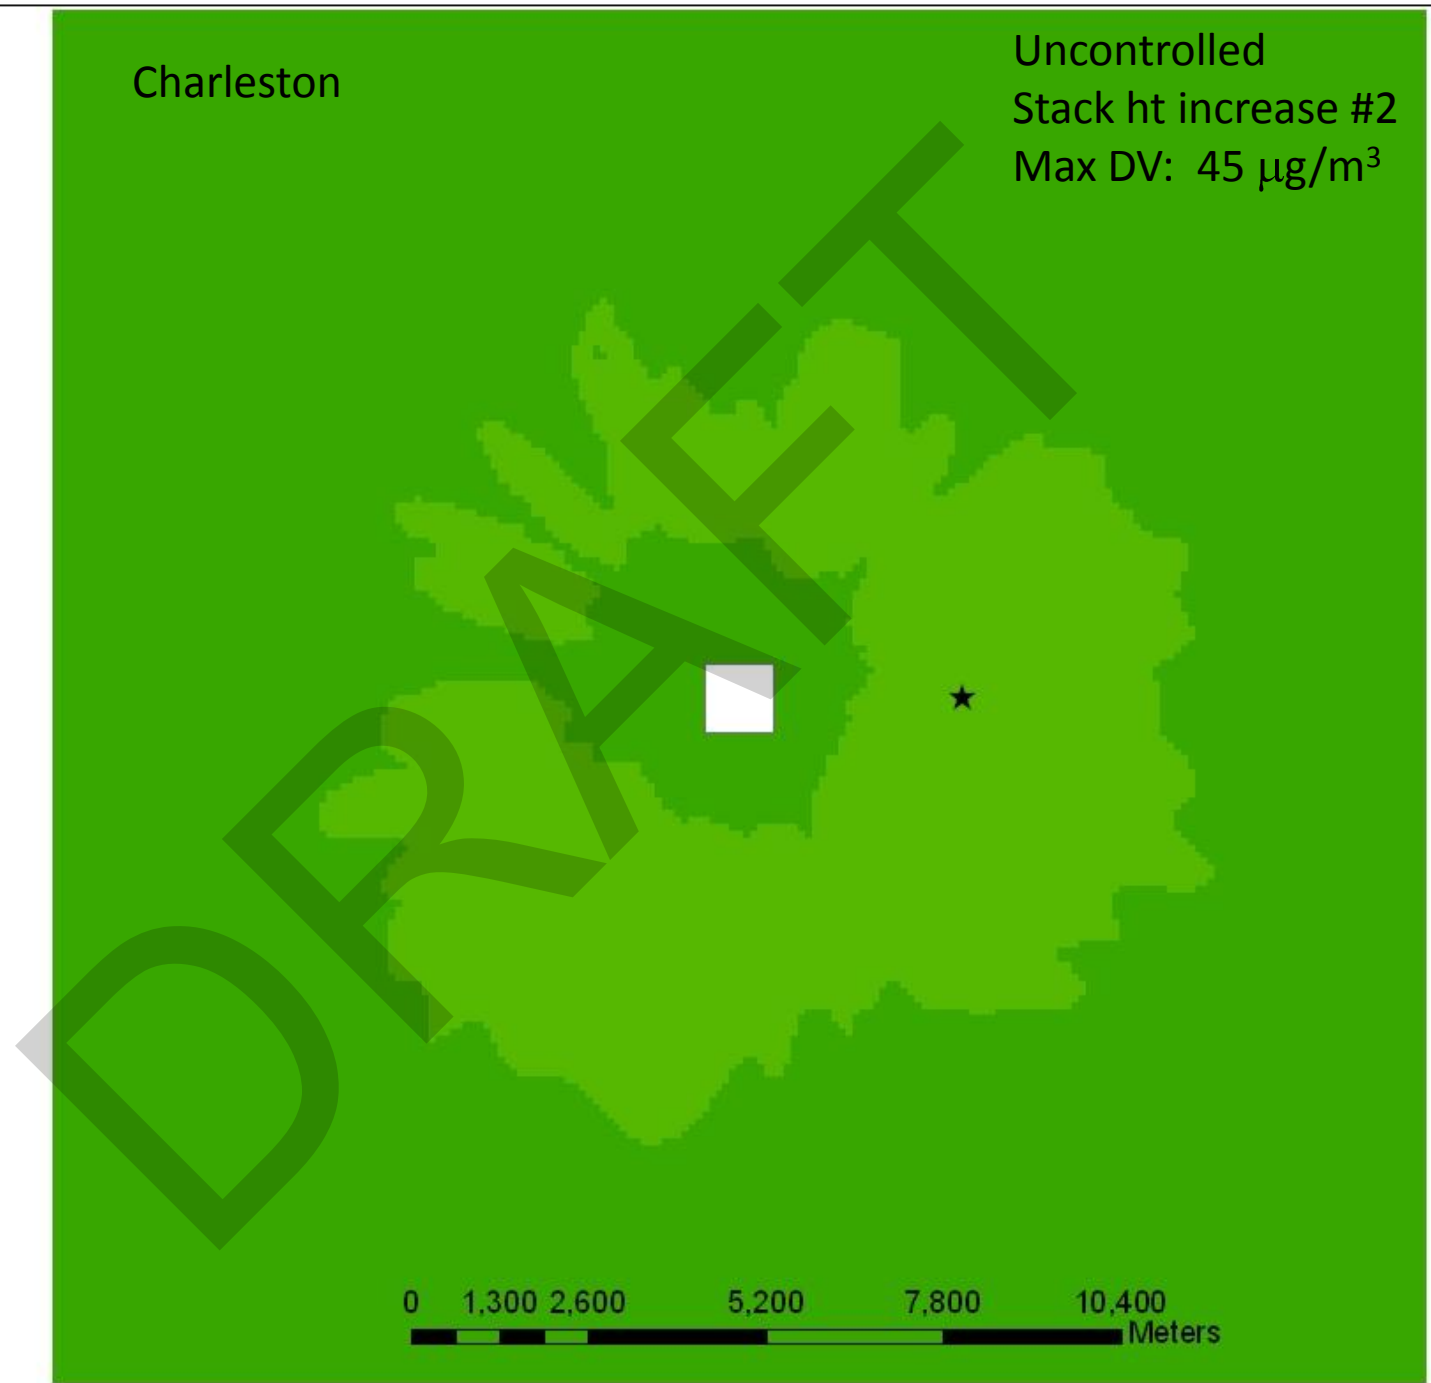 Charleston
Uncontrolled
Stack ht increase #2
Max DV: 45 µg/m³
DRAFT
0 1,300 2,600 5,200 7,800 10,400
Meters